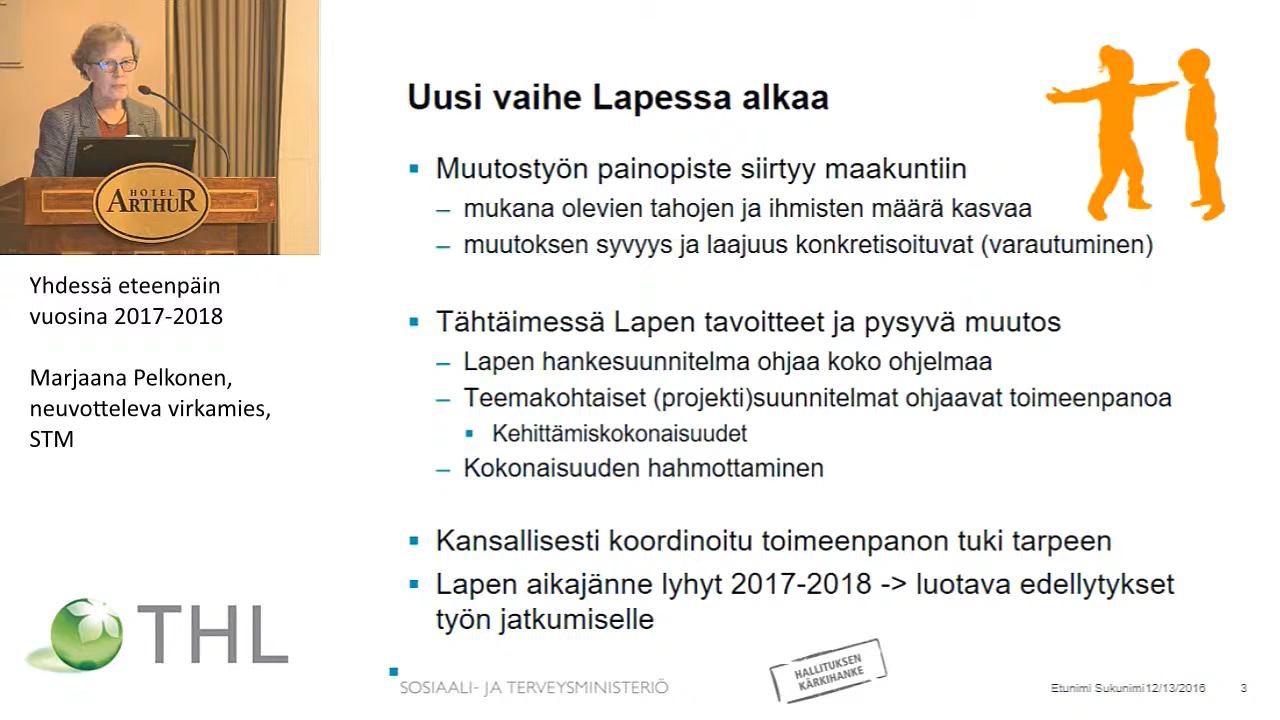 HOTEL
ARTHUR
Yhdessä eteenpäin
vuosina 2017-2018
Marjaana Pelkonen,
neuvotteleva virkamies,
STM
THL
Uusi vaihe Lapessa alkaa
▪ Muutostyön painopiste siirtyy maakuntiin
– mukana olevien tahojen ja ihmisten määrä kasvaa
– muutoksen syvyys ja laajuus konkretisoituvat (varautuminen)
▪ Tähtäimessä Lapen tavoitteet ja pysyvä muutos
– Lapen hankesuunnitelma ohjaa koko ohjelmaa
– Teemakohtaiset (projekti)suunnitelmat ohjaavat toimeenpanoa
▪ Kehittämiskokonaisuudet
– Kokonaisuuden hahmottaminen
▪ Kansallisesti koordinoitu toimeenpanon tuki tarpeen
▪ Lapen aikajänne lyhyt 2017-2018 -> luotava edellytykset
työn jatkumiselle
HALLITUKSEN
KÄRKIHANKE
SOSIAALI- JA TERVEYSMINISTERIÖ
Etunimi Sukunimi12/13/2016 3